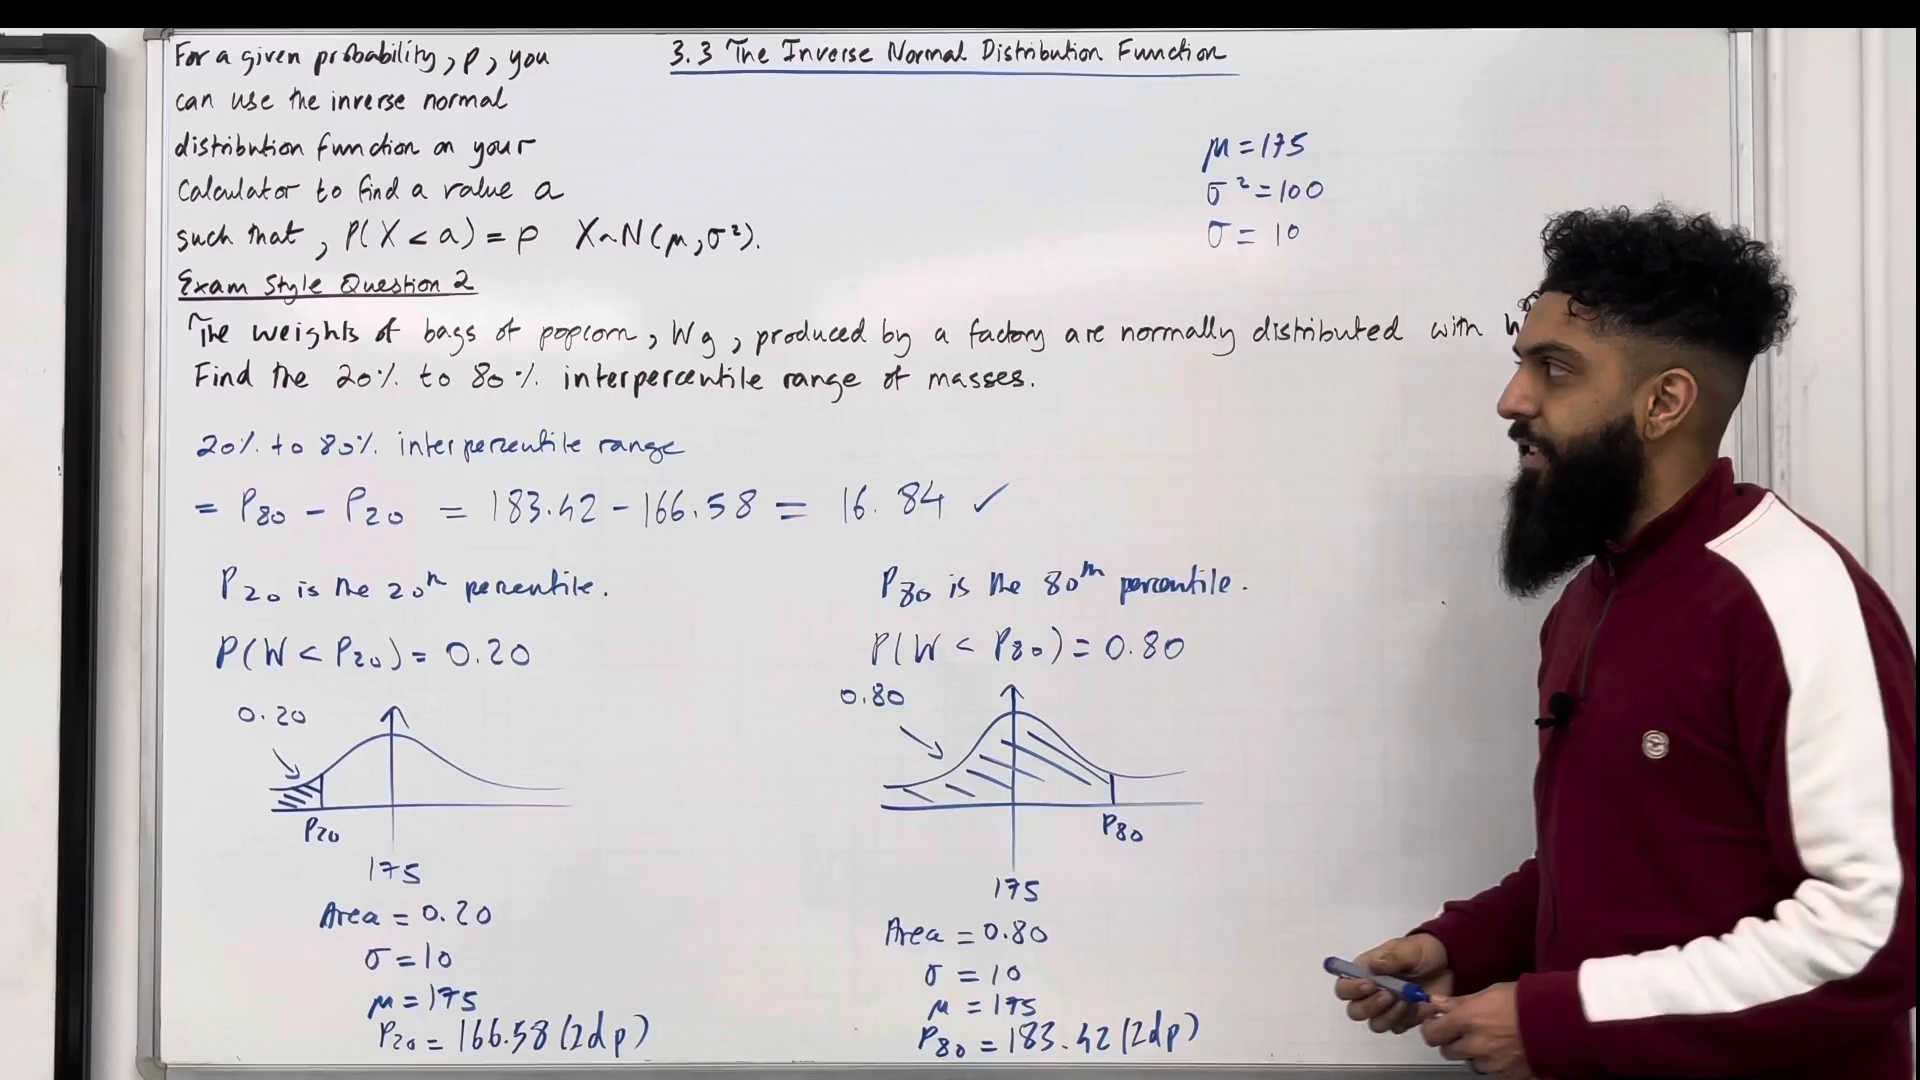 For a given probability, p, you
can use the inverse normal
distribution function on your
calculator to find a value a
such that, P(X < a) = p   X~N(μ, σ²).
3.3 The Inverse Normal Distribution Function
μ = 175
σ² = 100
σ = 10
Exam Style Question 2
The weights of bags of popcorn, W g, produced by a factory are normally distributed with
Find the 20% to 80% interpercentile range of masses.
20% to 80% interpercentile range
= P80 - P20 = 183.42 - 166.58 = 16.84 ✓
P20 is the 20th percentile.
P(W < P20) = 0.20
0.20
P20
175
Area = 0.20
σ = 10
μ = 175
P20 = 166.58 (2dp)
P80 is the 80th percentile.
P(W < P80) = 0.80
0.80
P80
175
Area = 0.80
σ = 10
μ = 175
P80 = 183.42 (2dp)